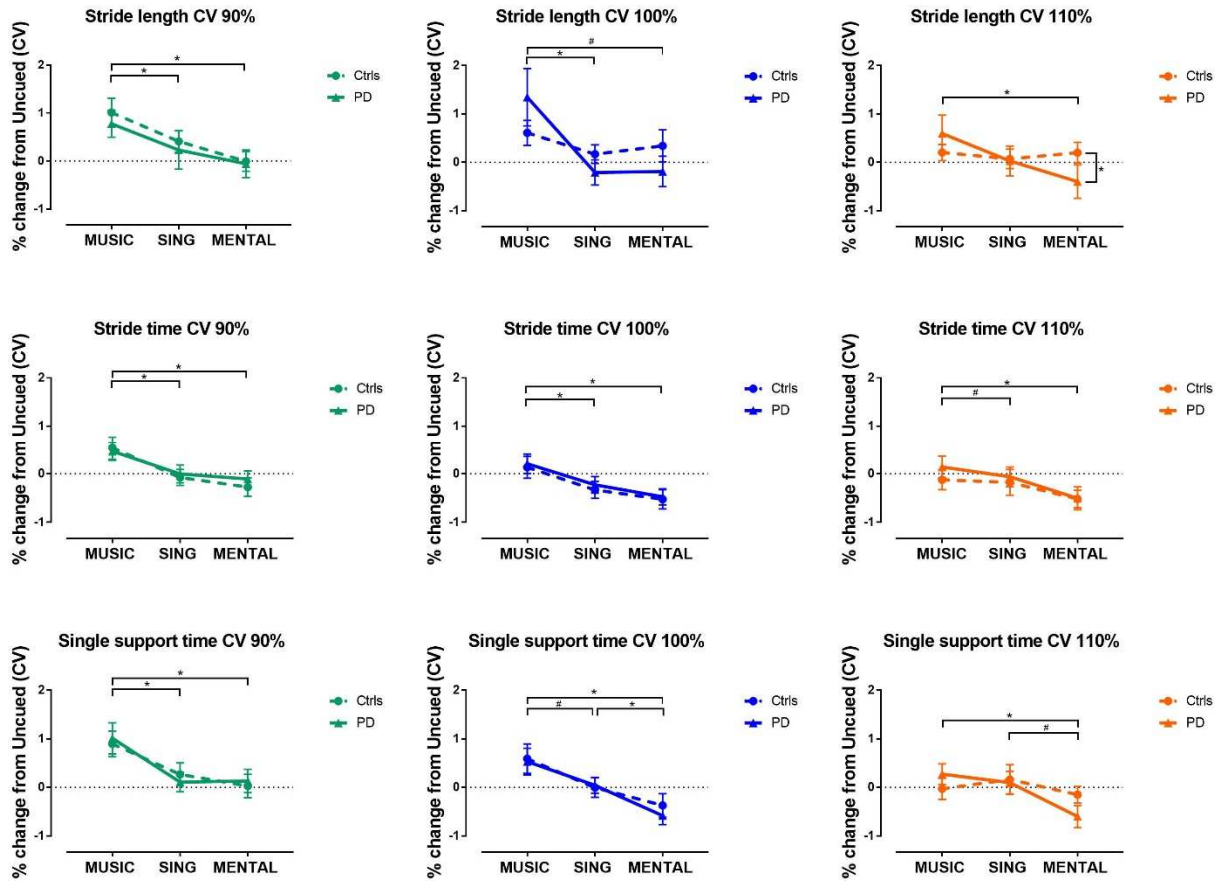 Stride length CV 90%
% change from Uncued (CV)
2
1
0
-1
*
*
MUSIC SING MENTAL
Ctrls
PD
Stride length CV 100%
% change from Uncued (CV)
2
1
0
-1
#
*
MUSIC SING MENTAL
Ctrls
PD
Stride length CV 110%
% change from Uncued (CV)
2
1
0
-1
*
*
MUSIC SING MENTAL
Ctrls
PD
Stride time CV 90%
% change from Uncued (CV)
2
1
0
-1
*
*
MUSIC SING MENTAL
Ctrls
PD
Stride time CV 100%
% change from Uncued (CV)
2
1
0
-1
*
*
MUSIC SING MENTAL
Ctrls
PD
Stride time CV 110%
% change from Uncued (CV)
2
1
0
-1
*
#
MUSIC SING MENTAL
Ctrls
PD
Single support time CV 90%
% change from Uncued (CV)
2
1
0
-1
*
*
MUSIC SING MENTAL
Ctrls
PD
Single support time CV 100%
% change from Uncued (CV)
2
1
0
-1
*
# *
MUSIC SING MENTAL
Ctrls
PD
Single support time CV 110%
% change from Uncued (CV)
2
1
0
-1
*
#
MUSIC SING MENTAL
Ctrls
PD